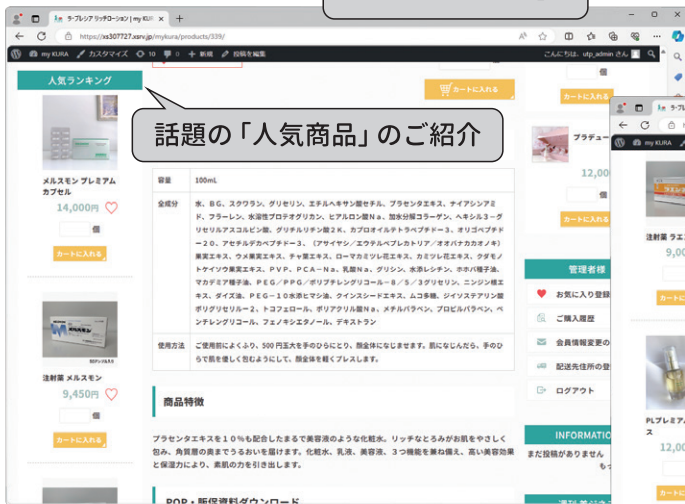 ラ-プレシア リッチローション | my KUR
https://xs307727.xsrv.jp/mykura/products/339/
my KURA カスタマイズ 10 0 + 新規 投稿を編集
こんにちは、utp_admin さん
人気ランキング
カートに入れる
カートに入れる
個
話題の「人気商品」のご紹介
メルスモン プレミアム
カプセル
14,000円
個
カートに入れる
注射薬 メルスモン
9,450円
個
カートに入れる
容量 100mL
全成分 水、BG、スクワラン、グリセリン、エチルヘキサン酸セチル、プラセンタエキス、ナイアシンアミ
ド、フラーレン、水溶性プロテオグリカン、ヒアルロン酸Na、加水分解コラーゲン、ヘキシル3-グ
リセリルアスコルビン酸、グリチルリチン酸2K、カプロオイルテトラペプチド-3、オリゴペプチド
-20、アセチルデカペプチド-3、（アサイヤシ／エウテルペプレカトリア／オオバナカカオノキ）
果実エキス、ウメ果実エキス、チャ葉エキス、ローマカミツレ花エキス、カミツレ花エキス、クダモノ
トケイソウ果実エキス、PVP、PCA-Na、乳酸Na、グリシン、水添レシチン、ホホバ種子油、
マカデミア種子油、PEG／PPG／ポリブチレングリコール-8／5／3グリセリン、ニンジン根エ
キス、ダイズ油、PEG-10水添ヒマシ油、クインスシードエキス、ムコ多糖、ジイソステアリン酸
ポリグリセリル-2、トコフェロール、ポリアクリル酸Na、メチルパラベン、プロピルパラベン、ペ
ンチレングリコール、フェノキシエタノール、デキストラン
使用方法 ご使用前によくふり、500 円玉大を手のひらにとり、顔全体になじませます。肌になじんだら、手のひ
らで肌を優しく包むようにして、顔全体を軽くプレスします。
商品特徴
プラセンタエキスを10％も配合したまるで美容液のような化粧水。リッチなとろみがお肌をやさしく
包み、角質層の奥までうるおいを届けます。化粧水、乳液、美容液、3つ機能を兼ね備え、高い美容効果
と保湿力により、素肌の力を引き出します。
POP・販促資料ダウンロード
プラデュー
12,00
個
カートに入れる
管理者様
お気に入り登録
ご購入履歴
会員情報変更の
配送先住所の登
ログアウト
INFORMATIO
まだ投稿がありません
もっ
my KURA
注射薬 ラエ
9,00
カートに
PLプレミアム
ス
12,00
カートに